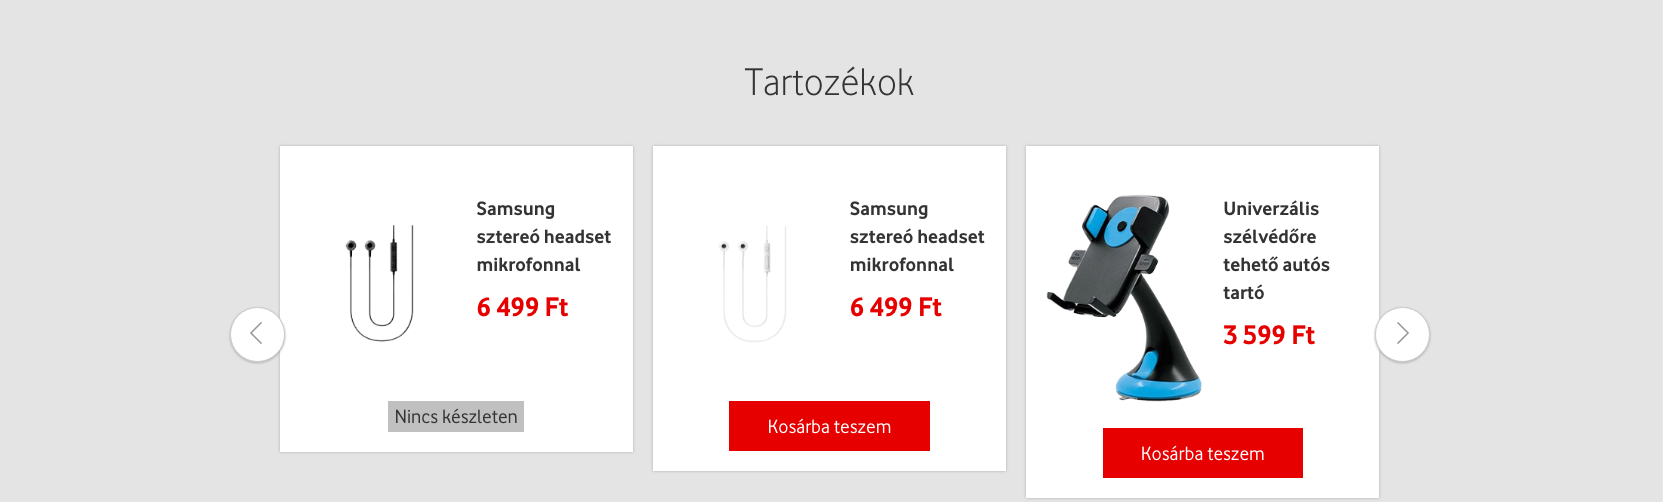 Tartozékok
Samsung
sztereó headset
mikrofonnal
6 499 Ft
Nincs készleten
Samsung
sztereó headset
mikrofonnal
6 499 Ft
Kosárba teszem
Univerzális
szélvédőre
tehető autós
tartó
3 599 Ft
Kosárba teszem